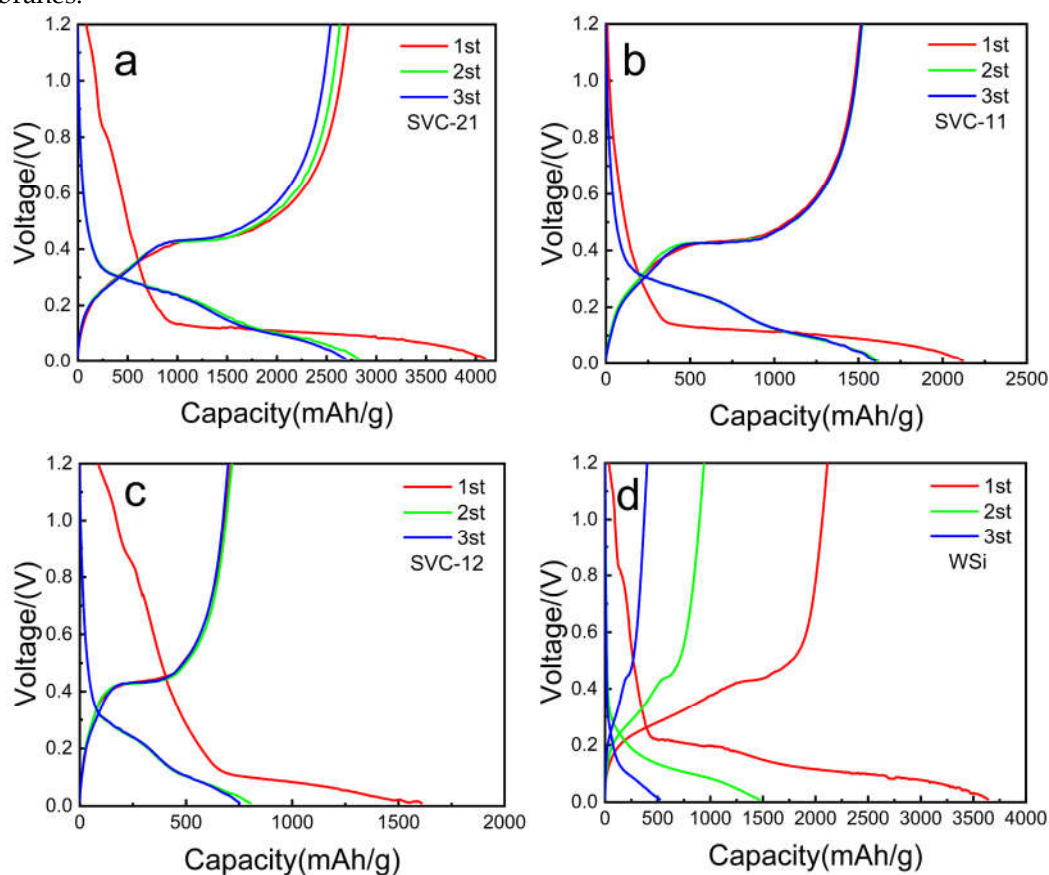 branes.
a
1st
2st
3st
SVC-21
Voltage/(V)
1.2
1.0
0.8
0.6
0.4
0.2
0.0
0 500 1000 1500 2000 2500 3000 3500 4000
Capacity(mAh/g)
b
1st
2st
3st
SVC-11
Voltage/(V)
1.2
1.0
0.8
0.6
0.4
0.2
0.0
0 500 1000 1500 2000 2500
Capacity(mAh/g)
c
1st
2st
3st
SVC-12
Voltage/(V)
1.2
1.0
0.8
0.6
0.4
0.2
0.0
0 500 1000 1500 2000
Capacity(mAh/g)
d
1st
2st
3st
WSi
Voltage/(V)
1.2
1.0
0.8
0.6
0.4
0.2
0.0
0 500 1000 1500 2000 2500 3000 3500 4000
Capacity(mAh/g)